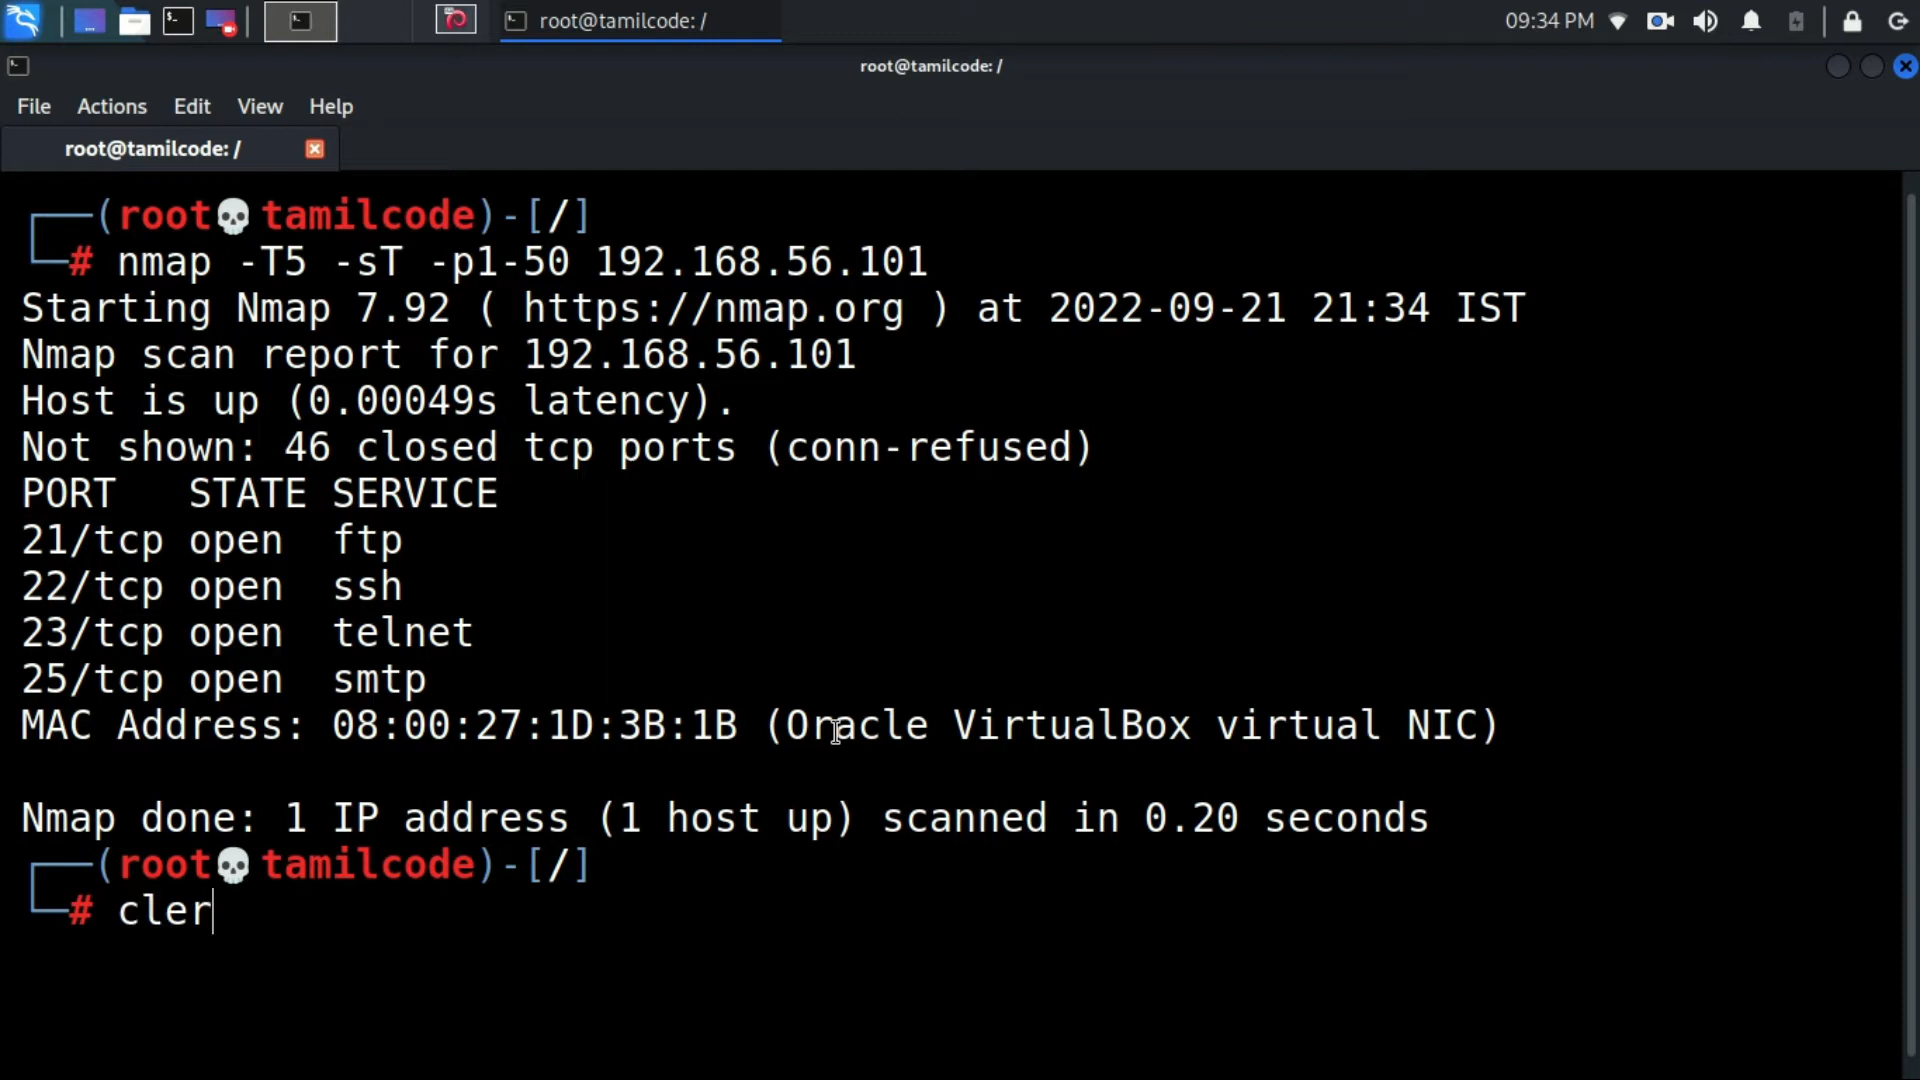 root@tamilcode: /
09:34 PM
root@tamilcode: /
File Actions Edit View Help
root@tamilcode: /
┌──(root💀tamilcode)-[/]
└─# nmap -T5 -sT -p1-50 192.168.56.101
Starting Nmap 7.92 ( https://nmap.org ) at 2022-09-21 21:34 IST
Nmap scan report for 192.168.56.101
Host is up (0.00049s latency).
Not shown: 46 closed tcp ports (conn-refused)
PORT   STATE SERVICE
21/tcp open  ftp
22/tcp open  ssh
23/tcp open  telnet
25/tcp open  smtp
MAC Address: 08:00:27:1D:3B:1B (Oracle VirtualBox virtual NIC)
Nmap done: 1 IP address (1 host up) scanned in 0.20 seconds
┌──(root💀tamilcode)-[/]
└─# cler